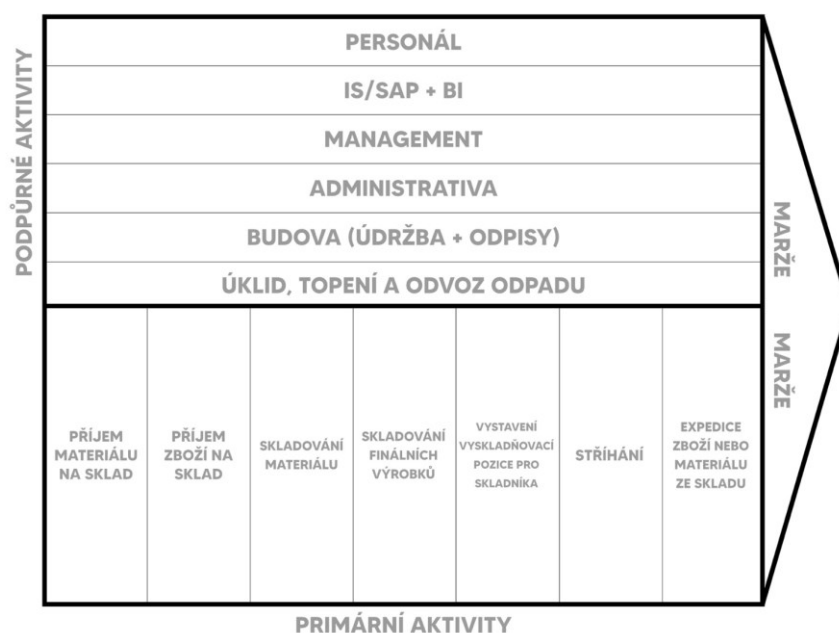 PODPŮRNÉ AKTIVITY
PERSONÁL
IS/SAP + BI
MANAGEMENT
ADMINISTRATIVA
BUDOVA (ÚDRŽBA + ODPISY)
ÚKLID, TOPENÍ A ODVOZ ODPADU
MARŽE
MARŽE
PŘÍJEM
MATERIÁLU
NA SKLAD
PŘÍJEM
ZBOŽÍ NA
SKLAD
SKLADOVÁNÍ
MATERIÁLU
SKLADOVÁNÍ
FINÁLNÍCH
VÝROBKŮ
VYSTAVENÍ
VYSKLADŇOVACÍ
POZICE PRO
SKLADNÍKA
STŘÍHÁNÍ
EXPEDICE
ZBOŽÍ NEBO
MATERIÁLU
ZE SKLADU
PRIMÁRNÍ AKTIVITY